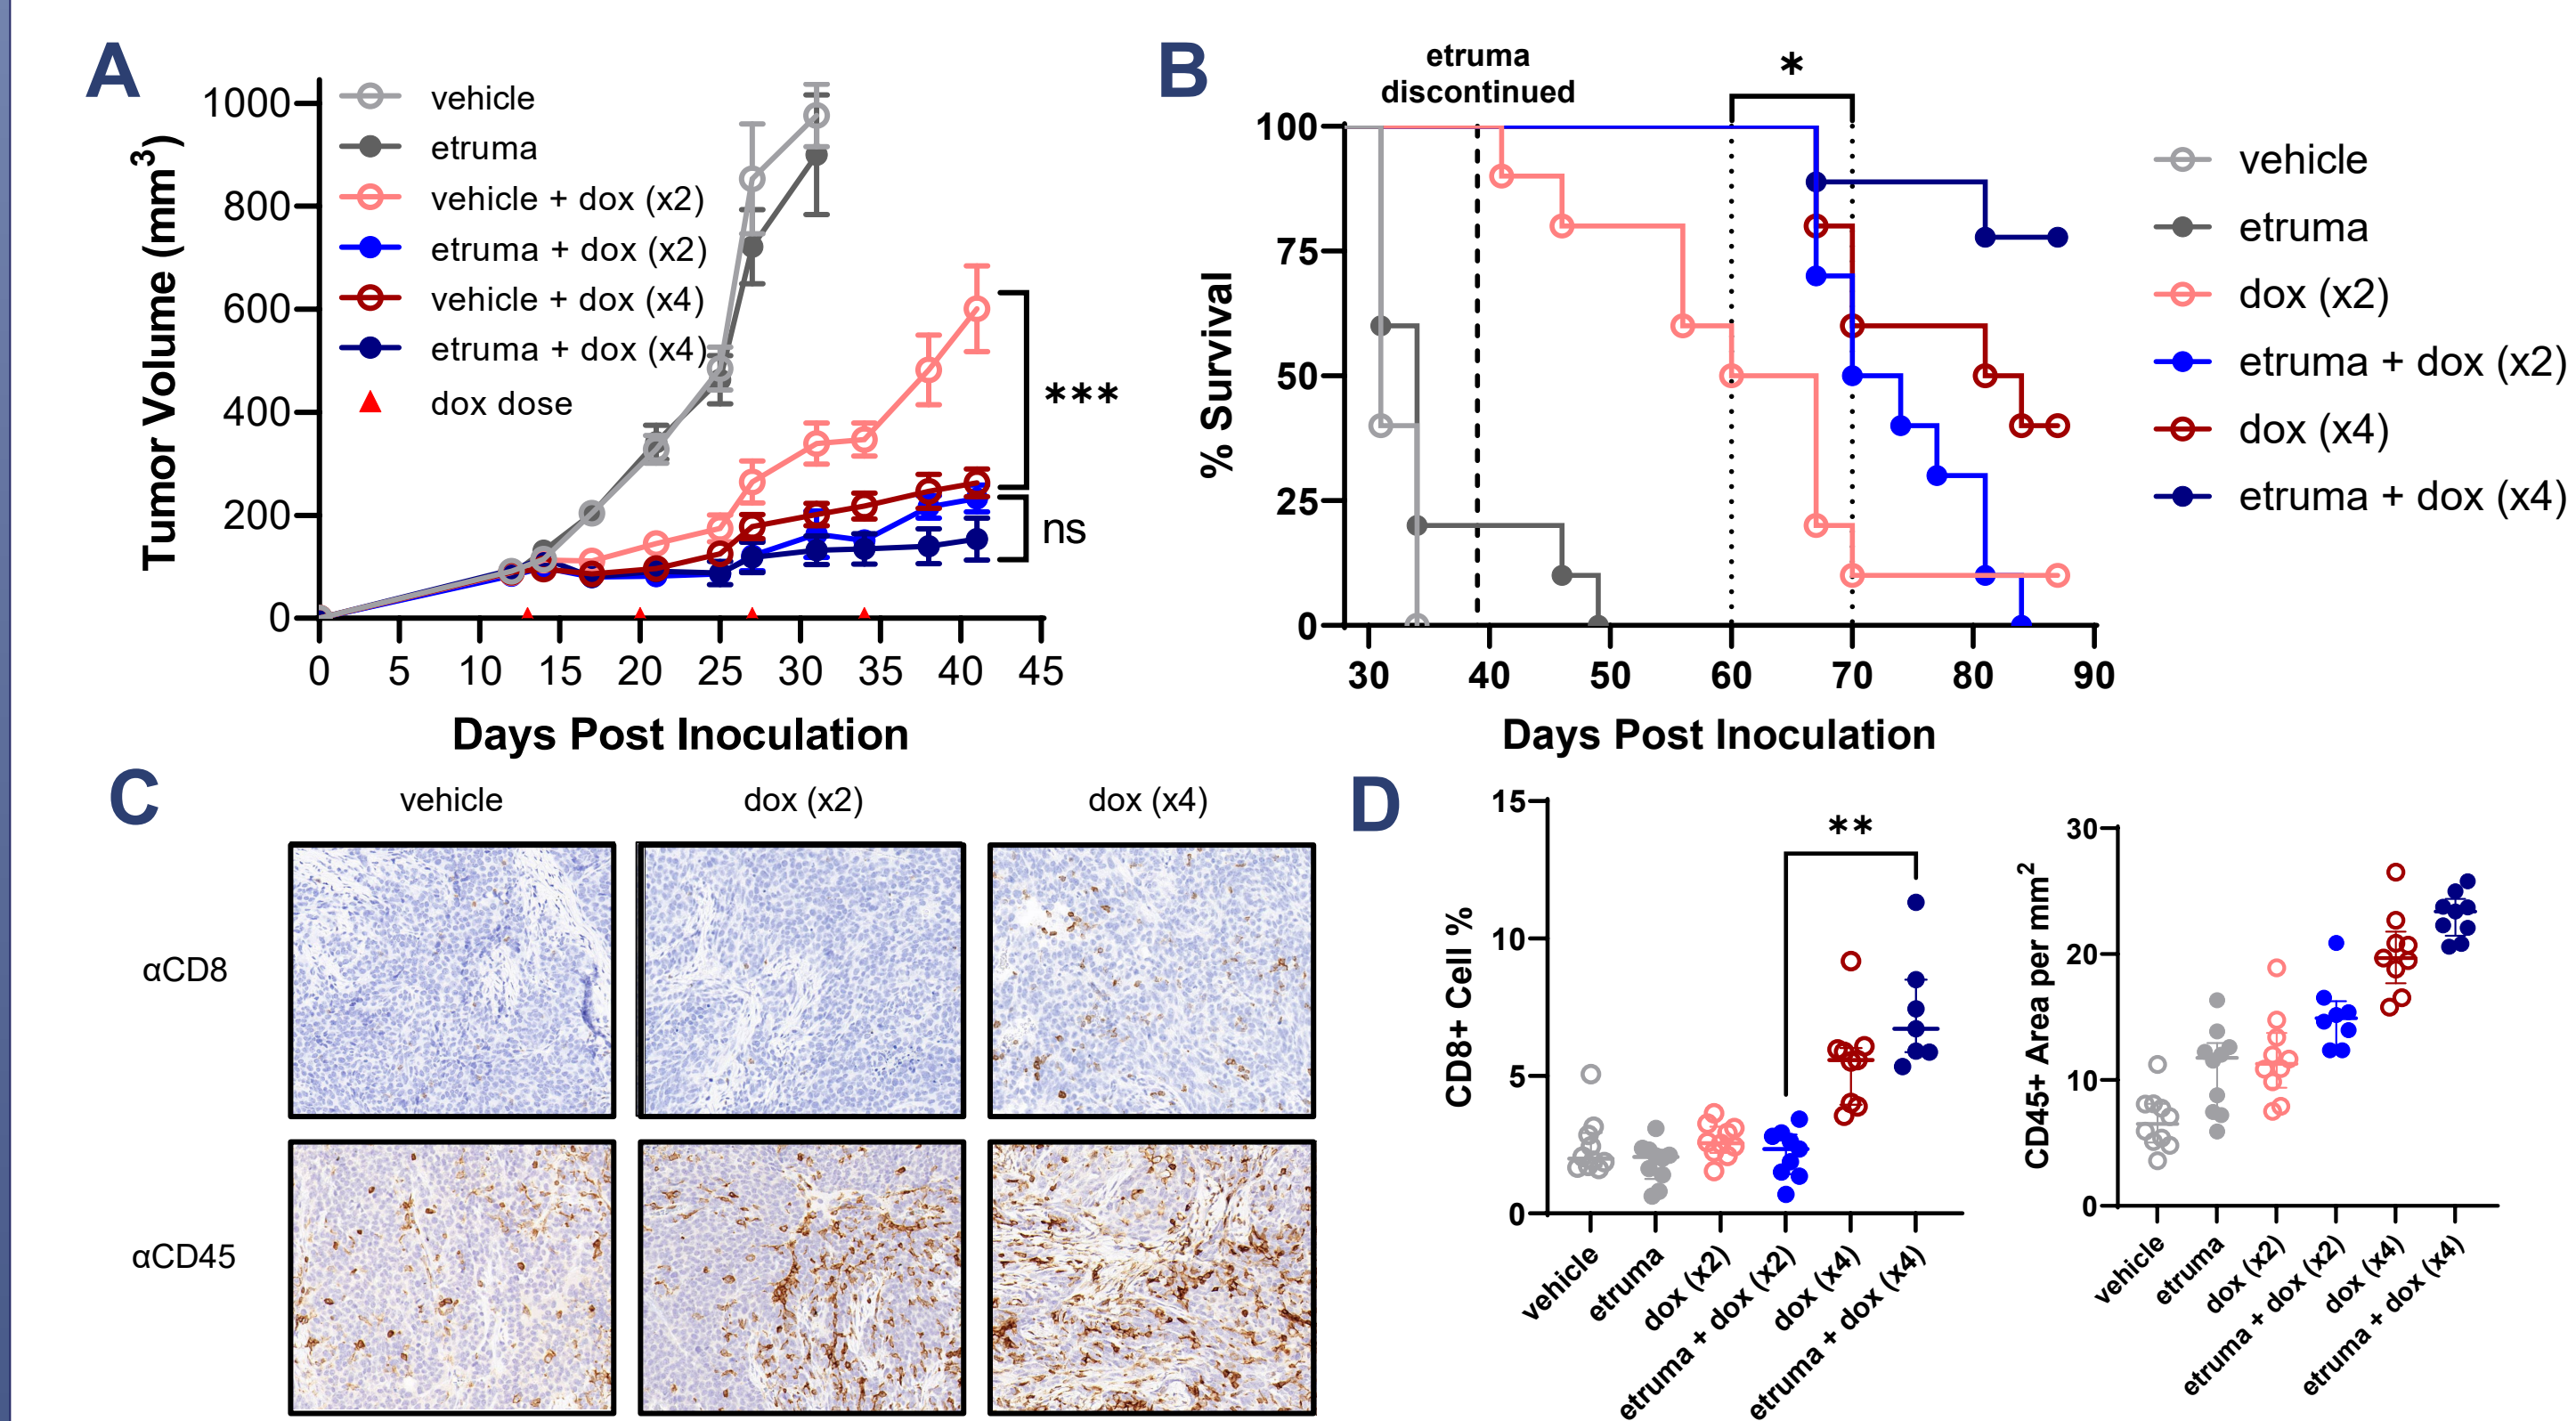 A
Tumor Volume (mm3)
1000
800
600
400
200
0
vehicle
etruma
vehicle + dox (x2)
etruma + dox (x2)
vehicle + dox (x4)
etruma + dox (x4)
dox dose
***
ns
0 5 10 15 20 25 30 35 40 45
Days Post Inoculation
B
etruma
discontinued
*
% Survival
100
75
50
25
0
30 40 50 60 70 80 90
Days Post Inoculation
vehicle
etruma
dox (x2)
etruma + dox (x2)
dox (x4)
etruma + dox (x4)
C
vehicle dox (x2) dox (x4)
αCD8
αCD45
D
CD8+ Cell %
15
10
5
0
**
vehicle
etruma
dox (x2)
etruma + dox (x2)
dox (x4)
etruma + dox (x4)
CD45+ Area per mm2
30
20
10
0
vehicle
etruma
dox (x2)
etruma + dox (x2)
dox (x4)
etruma + dox (x4)